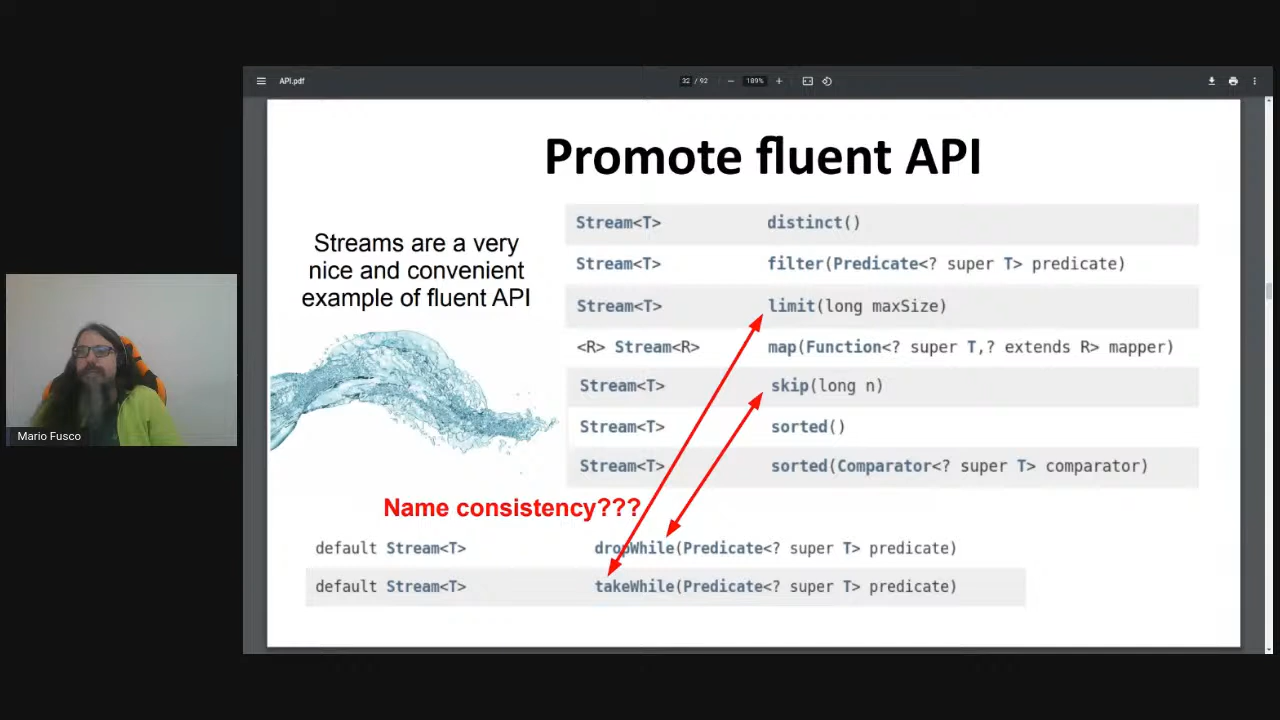 API.pdf
32 / 92
189%
Promote fluent API
Streams are a very
nice and convenient
example of fluent API
Stream<T> distinct()
Stream<T> filter(Predicate<? super T> predicate)
Stream<T> limit(long maxSize)
<R> Stream<R> map(Function<? super T,? extends R> mapper)
Stream<T> skip(long n)
Stream<T> sorted()
Stream<T> sorted(Comparator<? super T> comparator)
Name consistency???
default Stream<T> dropWhile(Predicate<? super T> predicate)
default Stream<T> takeWhile(Predicate<? super T> predicate)
Mario Fusco